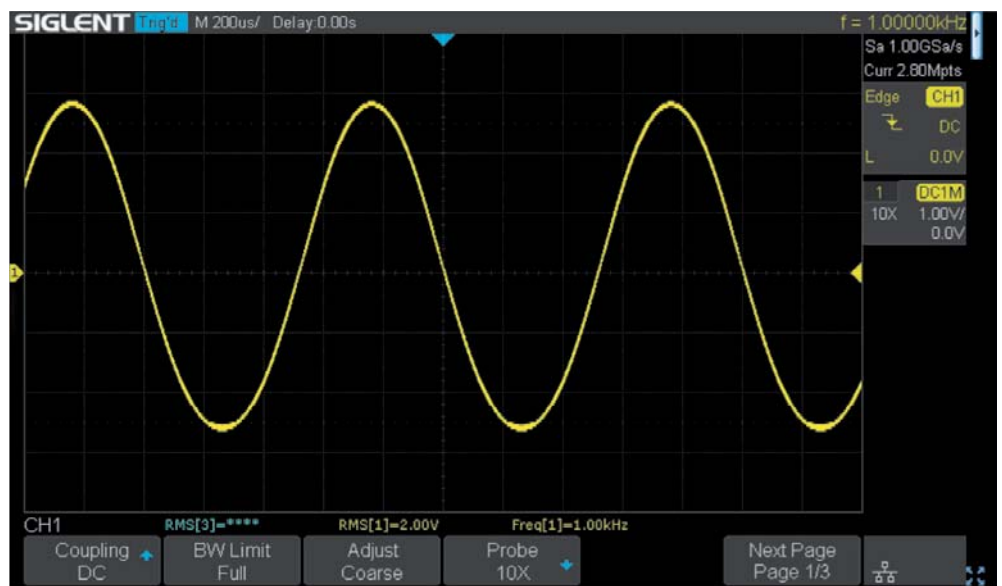 SIGLENT Trig'd M 200us/ Delay:0.00s f = 1.00000kHz
Sa 1.00GSa/s
Curr 2.80Mpts
Edge CH1
DC
L 0.0V
1 DC1M
10X 1.00V/
0.0V
1
CH1 RMS[3]=**** RMS[1]=2.00V Freq[1]=1.00kHz
Coupling BW Limit Adjust Probe Next Page
DC Full Coarse 10X Page 1/3